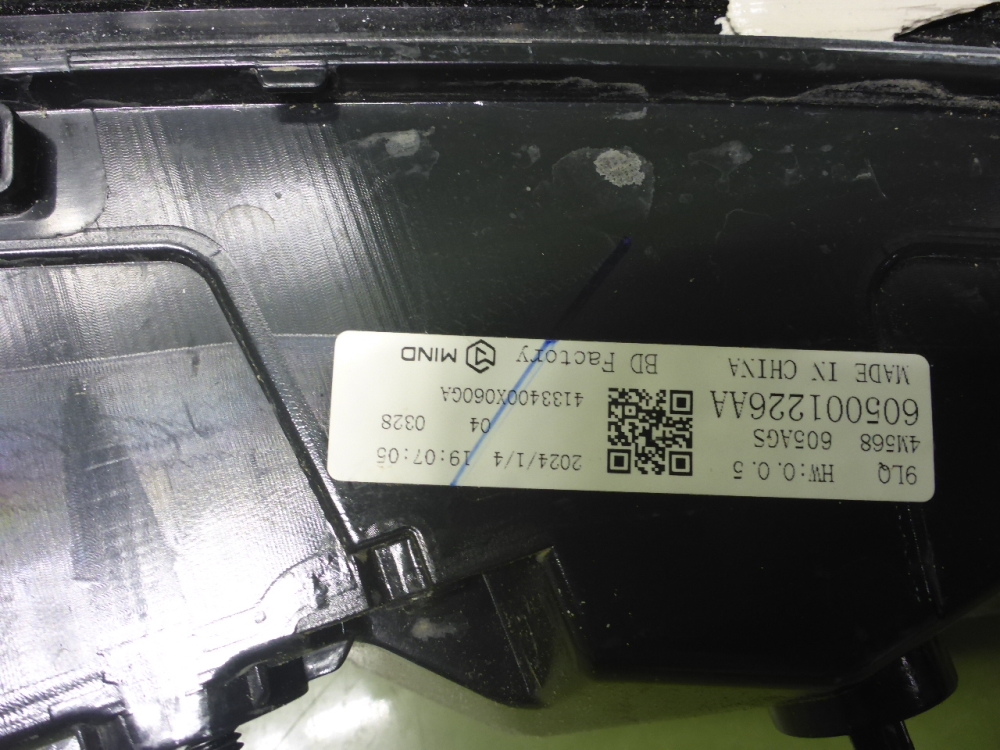 9LQ HW:0.0.5
4M568 605AGS
605001226AA
MADE IN CHINA
2024/1/4 19:07:05
04 0328
4133400X060GA
BD Factory MIND